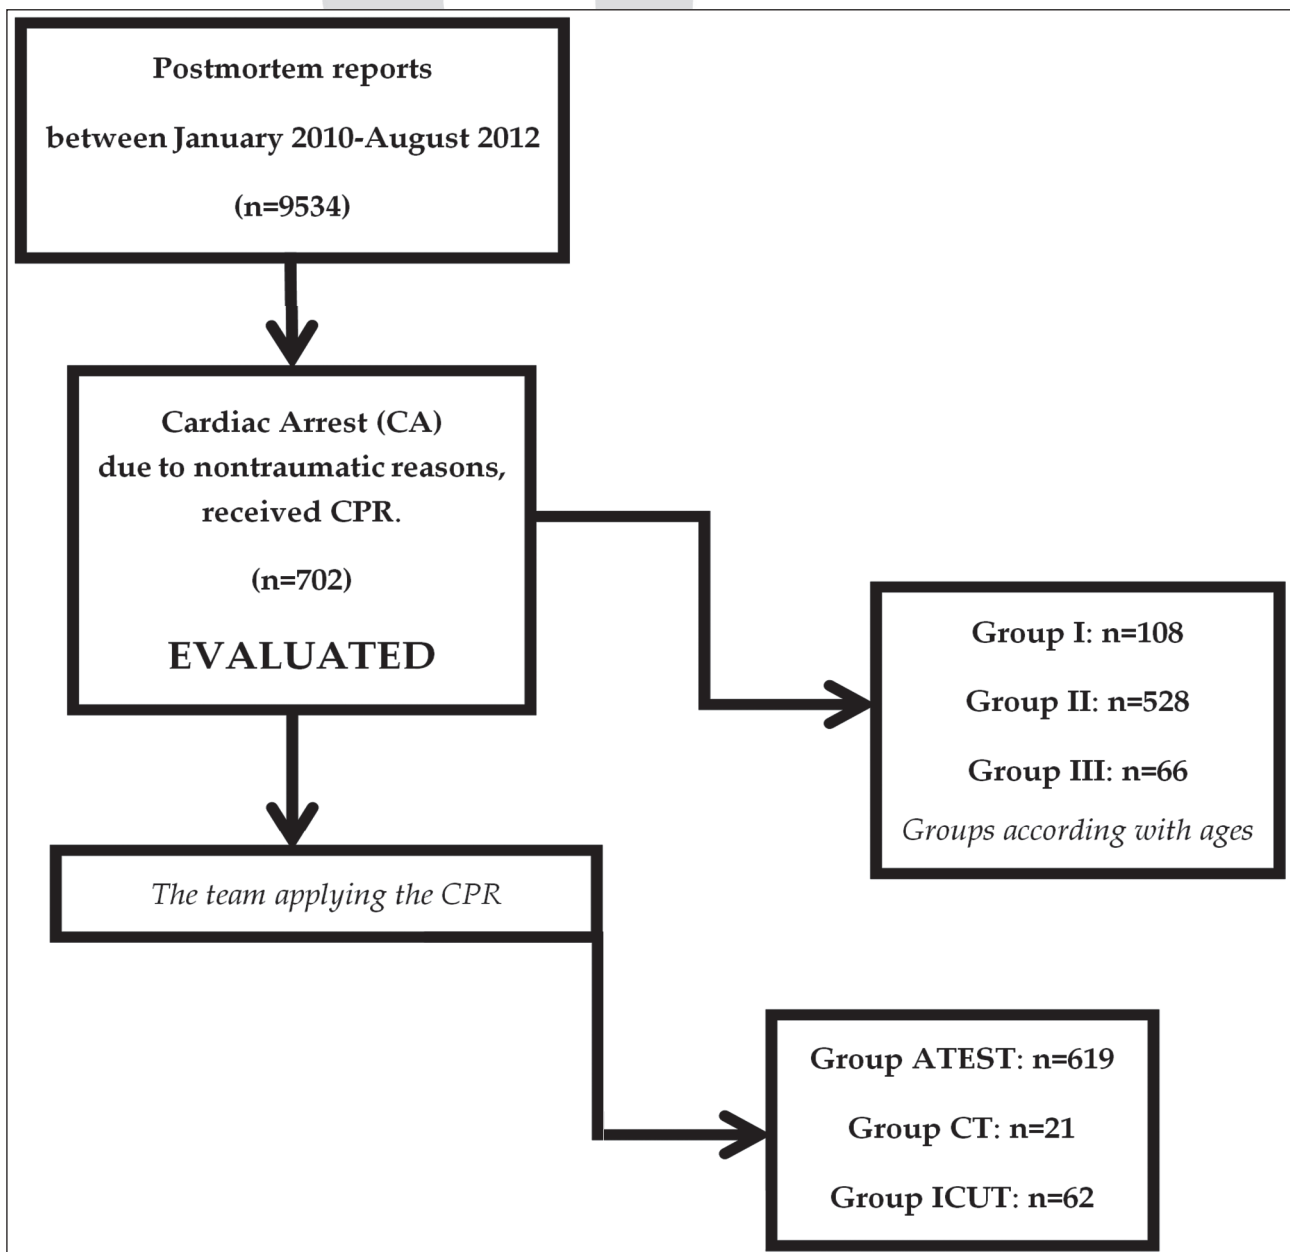 Postmortem reports
between January 2010-August 2012
(n=9534)
Cardiac Arrest (CA)
due to nontraumatic reasons,
received CPR.
(n=702)
EVALUATED
Group I: n=108
Group II: n=528
Group III: n=66
Groups according with ages
The team applying the CPR
Group ATEST: n=619
Group CT: n=21
Group ICUT: n=62